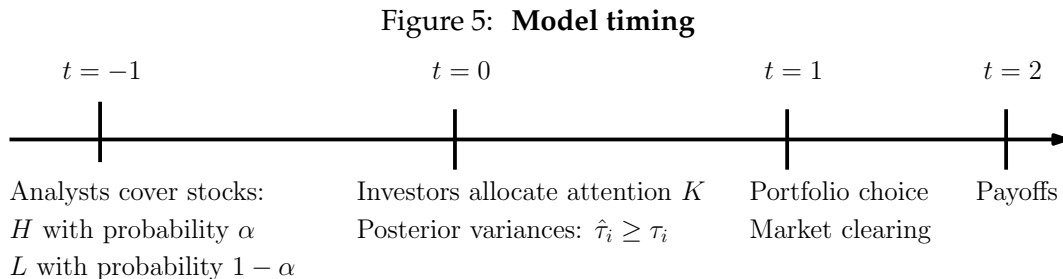 Figure 5: Model timing
t = −1
t = 0
t = 1
t = 2
Analysts cover stocks:
H with probability α
L with probability 1 − α
Investors allocate attention K
Posterior variances: τ̂ᵢ ≥ τᵢ
Portfolio choice
Market clearing
Payoffs